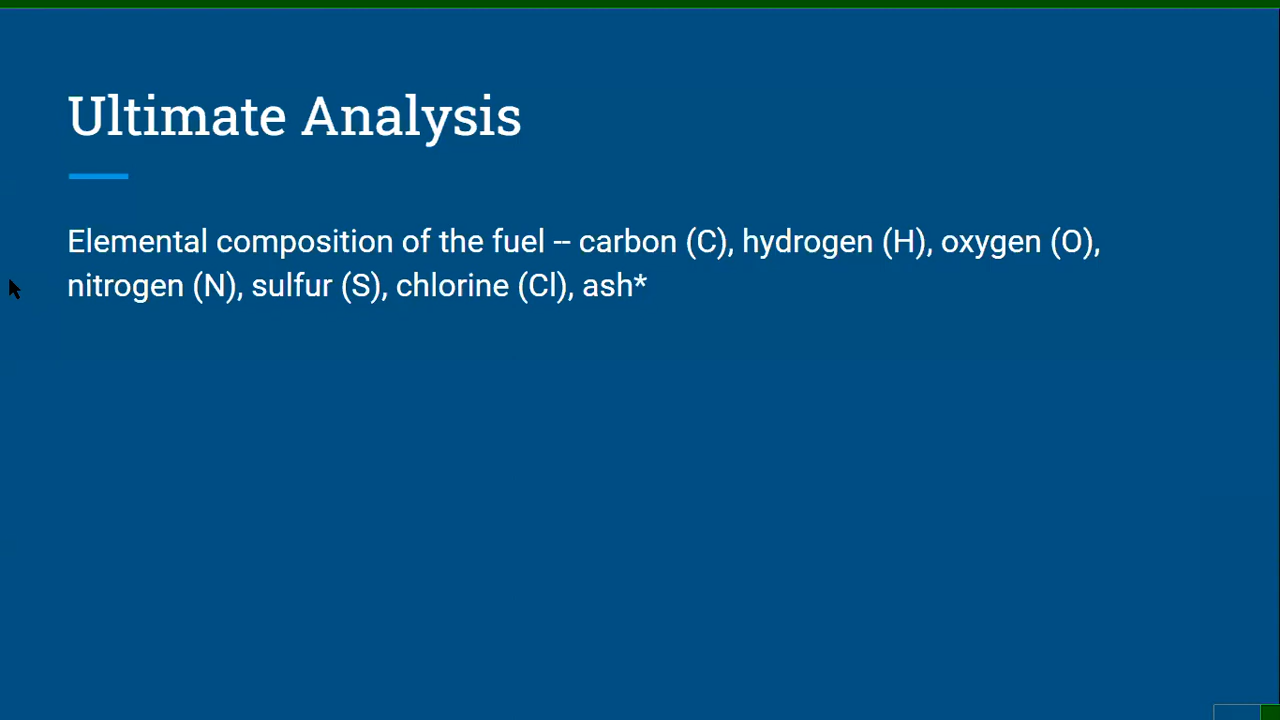 Ultimate Analysis
Elemental composition of the fuel -- carbon (C), hydrogen (H), oxygen (O),
nitrogen (N), sulfur (S), chlorine (Cl), ash*